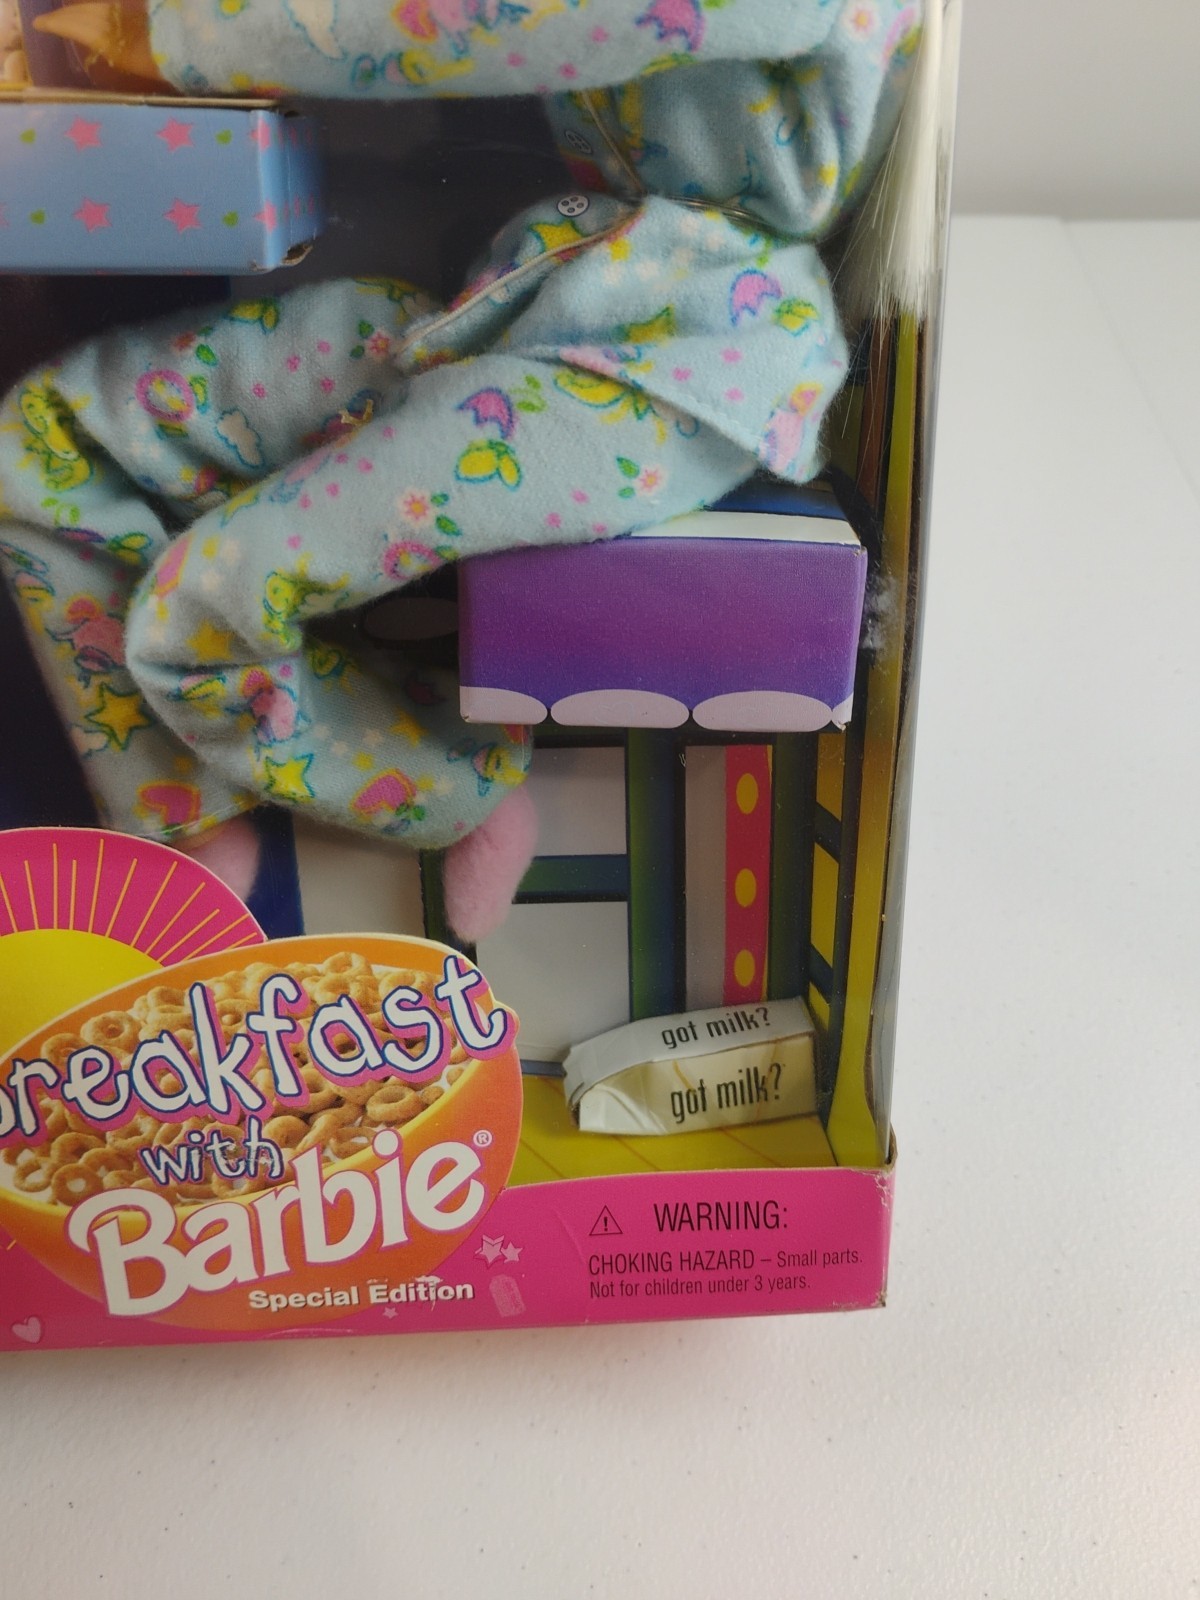 got milk?
got milk?
breakfast
with
Barbie®
Special Edition
WARNING:
CHOKING HAZARD – Small parts.
Not for children under 3 years.